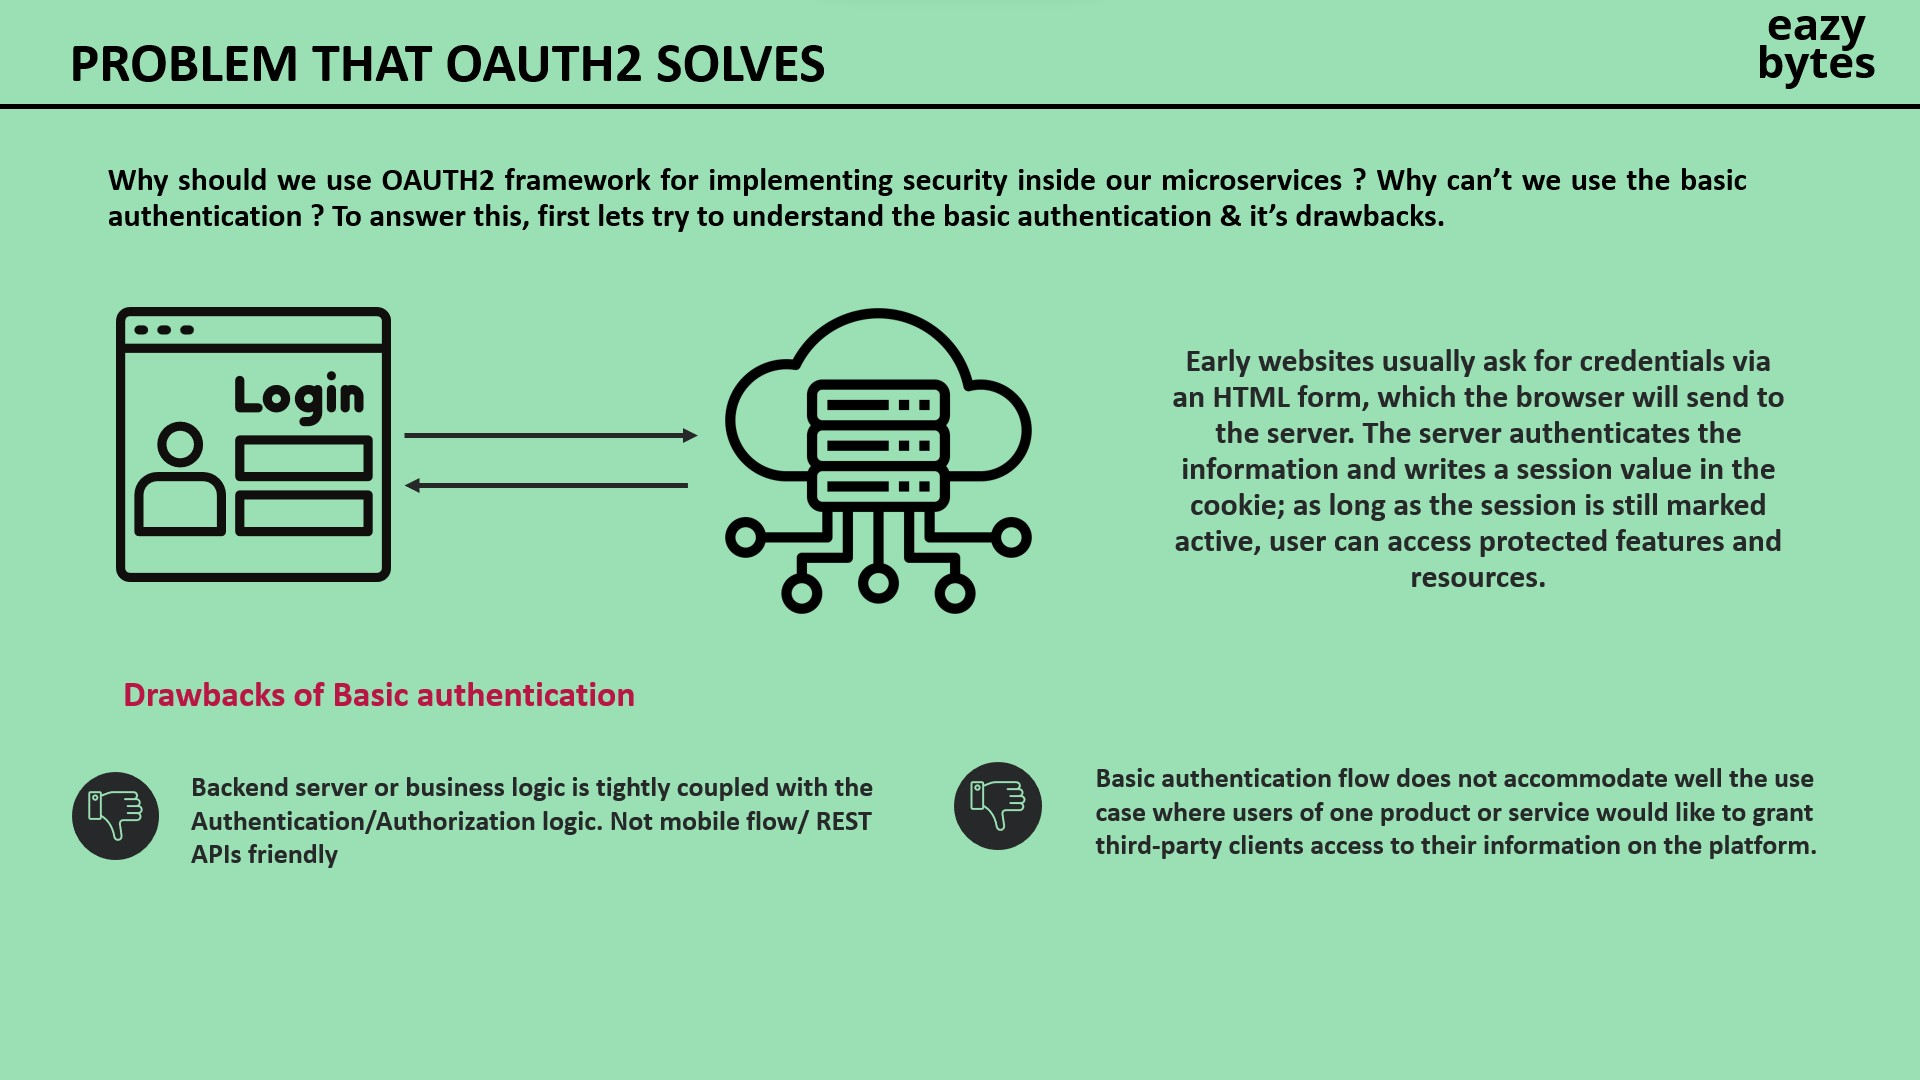 PROBLEM THAT OAUTH2 SOLVES
eazy
bytes
Why should we use OAUTH2 framework for implementing security inside our microservices ? Why can’t we use the basic
authentication ? To answer this, first lets try to understand the basic authentication & it’s drawbacks.
Login
Early websites usually ask for credentials via
an HTML form, which the browser will send to
the server. The server authenticates the
information and writes a session value in the
cookie; as long as the session is still marked
active, user can access protected features and
resources.
Drawbacks of Basic authentication
Backend server or business logic is tightly coupled with the
Authentication/Authorization logic. Not mobile flow/ REST
APIs friendly
Basic authentication flow does not accommodate well the use
case where users of one product or service would like to grant
third-party clients access to their information on the platform.